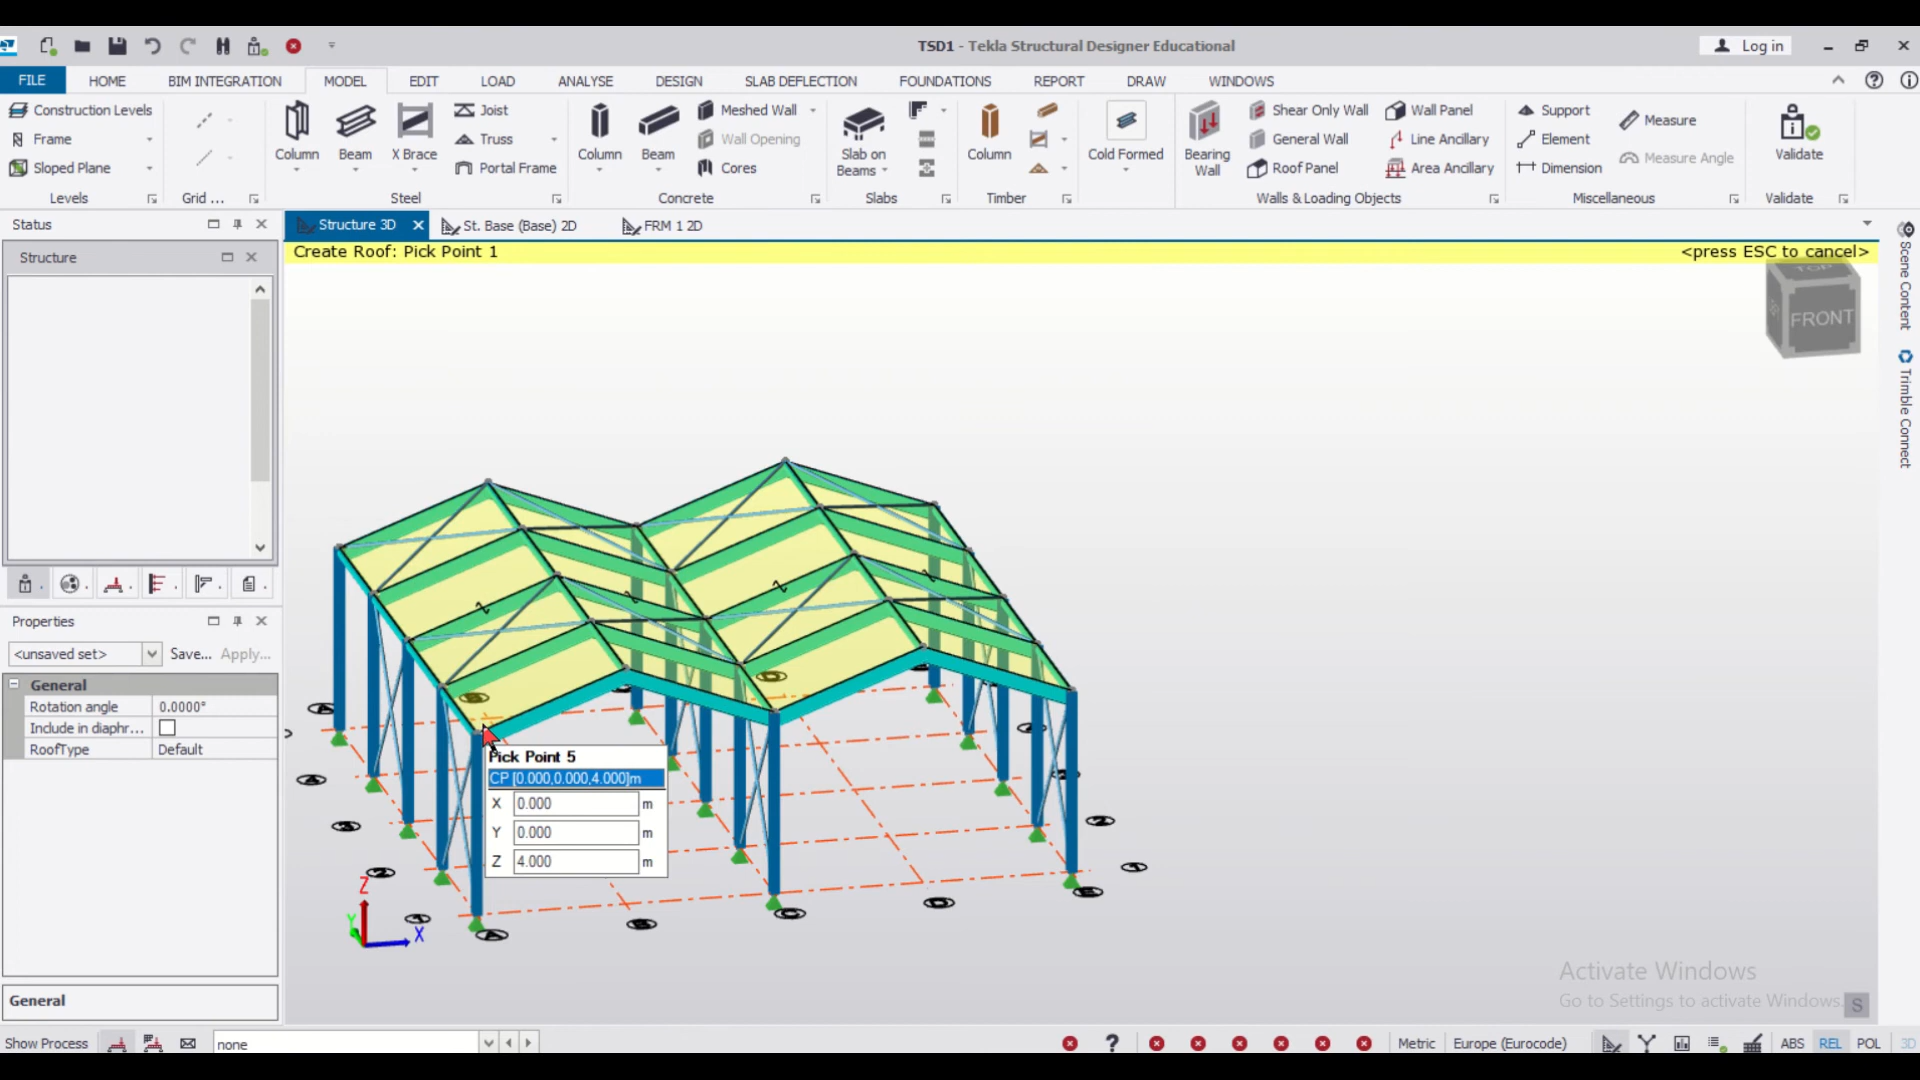 TSD1 - Tekla Structural Designer Educational
Log in
FILE
HOME
BIM INTEGRATION
MODEL
EDIT
LOAD
ANALYSE
DESIGN
SLAB DEFLECTION
FOUNDATIONS
REPORT
DRAW
WINDOWS
Construction Levels
Frame
Sloped Plane
Levels
Grid ...
Column
Beam
X Brace
Joist
Truss
Portal Frame
Steel
Column
Beam
Meshed Wall
Wall Opening
Cores
Concrete
Slab on
Beams
Slabs
Column
Timber
Cold Formed
Bearing
Wall
Shear Only Wall
General Wall
Roof Panel
Wall Panel
Line Ancillary
Area Ancillary
Walls & Loading Objects
Support
Element
Dimension
Measure
Measure Angle
Miscellaneous
Validate
Validate
Status
Structure
Structure 3D
St. Base (Base) 2D
FRM 1 2D
Create Roof: Pick Point 1
<press ESC to cancel>
TOP
FRONT
Scene Content
Trimble Connect
Properties
<unsaved set>
Save...
Apply...
General
Rotation angle
0.0000°
Include in diaphr...
RoofType
Default
General
Pick Point 5
CP [0.000,0.000,4.000]m
X 0.000 m
Y 0.000 m
Z 4.000 m
Z
Y
X
A
B
C
D
E
1
2
3
Activate Windows
Go to Settings to activate Windows.
S
Show Process
none
Metric
Europe (Eurocode)
ABS
REL
POL
3D